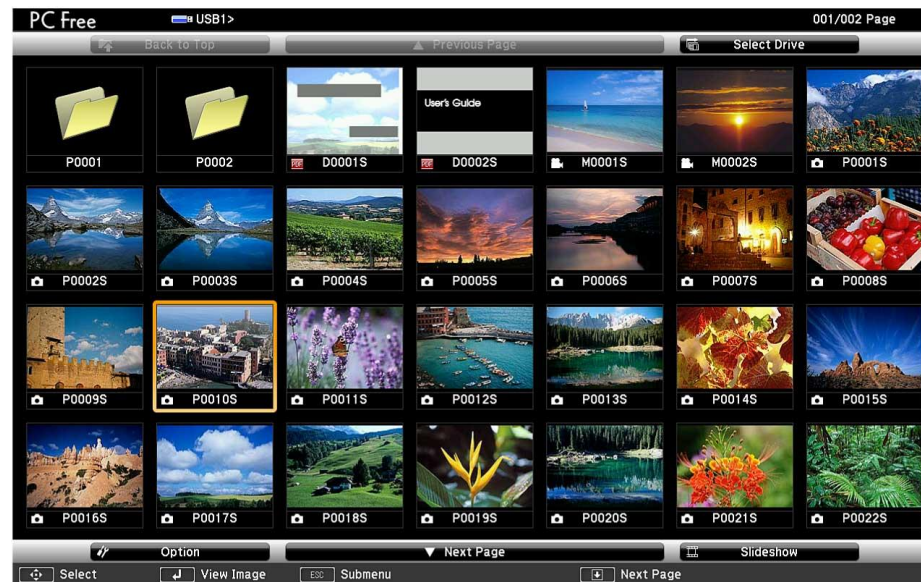 PC Free USB1> 001/002 Page
Back to Top ▲ Previous Page Select Drive
User's Guide
P0001 P0002 PDF D0001S PDF D0002S M0001S M0002S P0001S
P0002S P0003S P0004S P0005S P0006S P0007S P0008S
P0009S P0010S P0011S P0012S P0013S P0014S P0015S
P0016S P0017S P0018S P0019S P0020S P0021S P0022S
Option ▼ Next Page Slideshow
Select View Image ESC Submenu Next Page